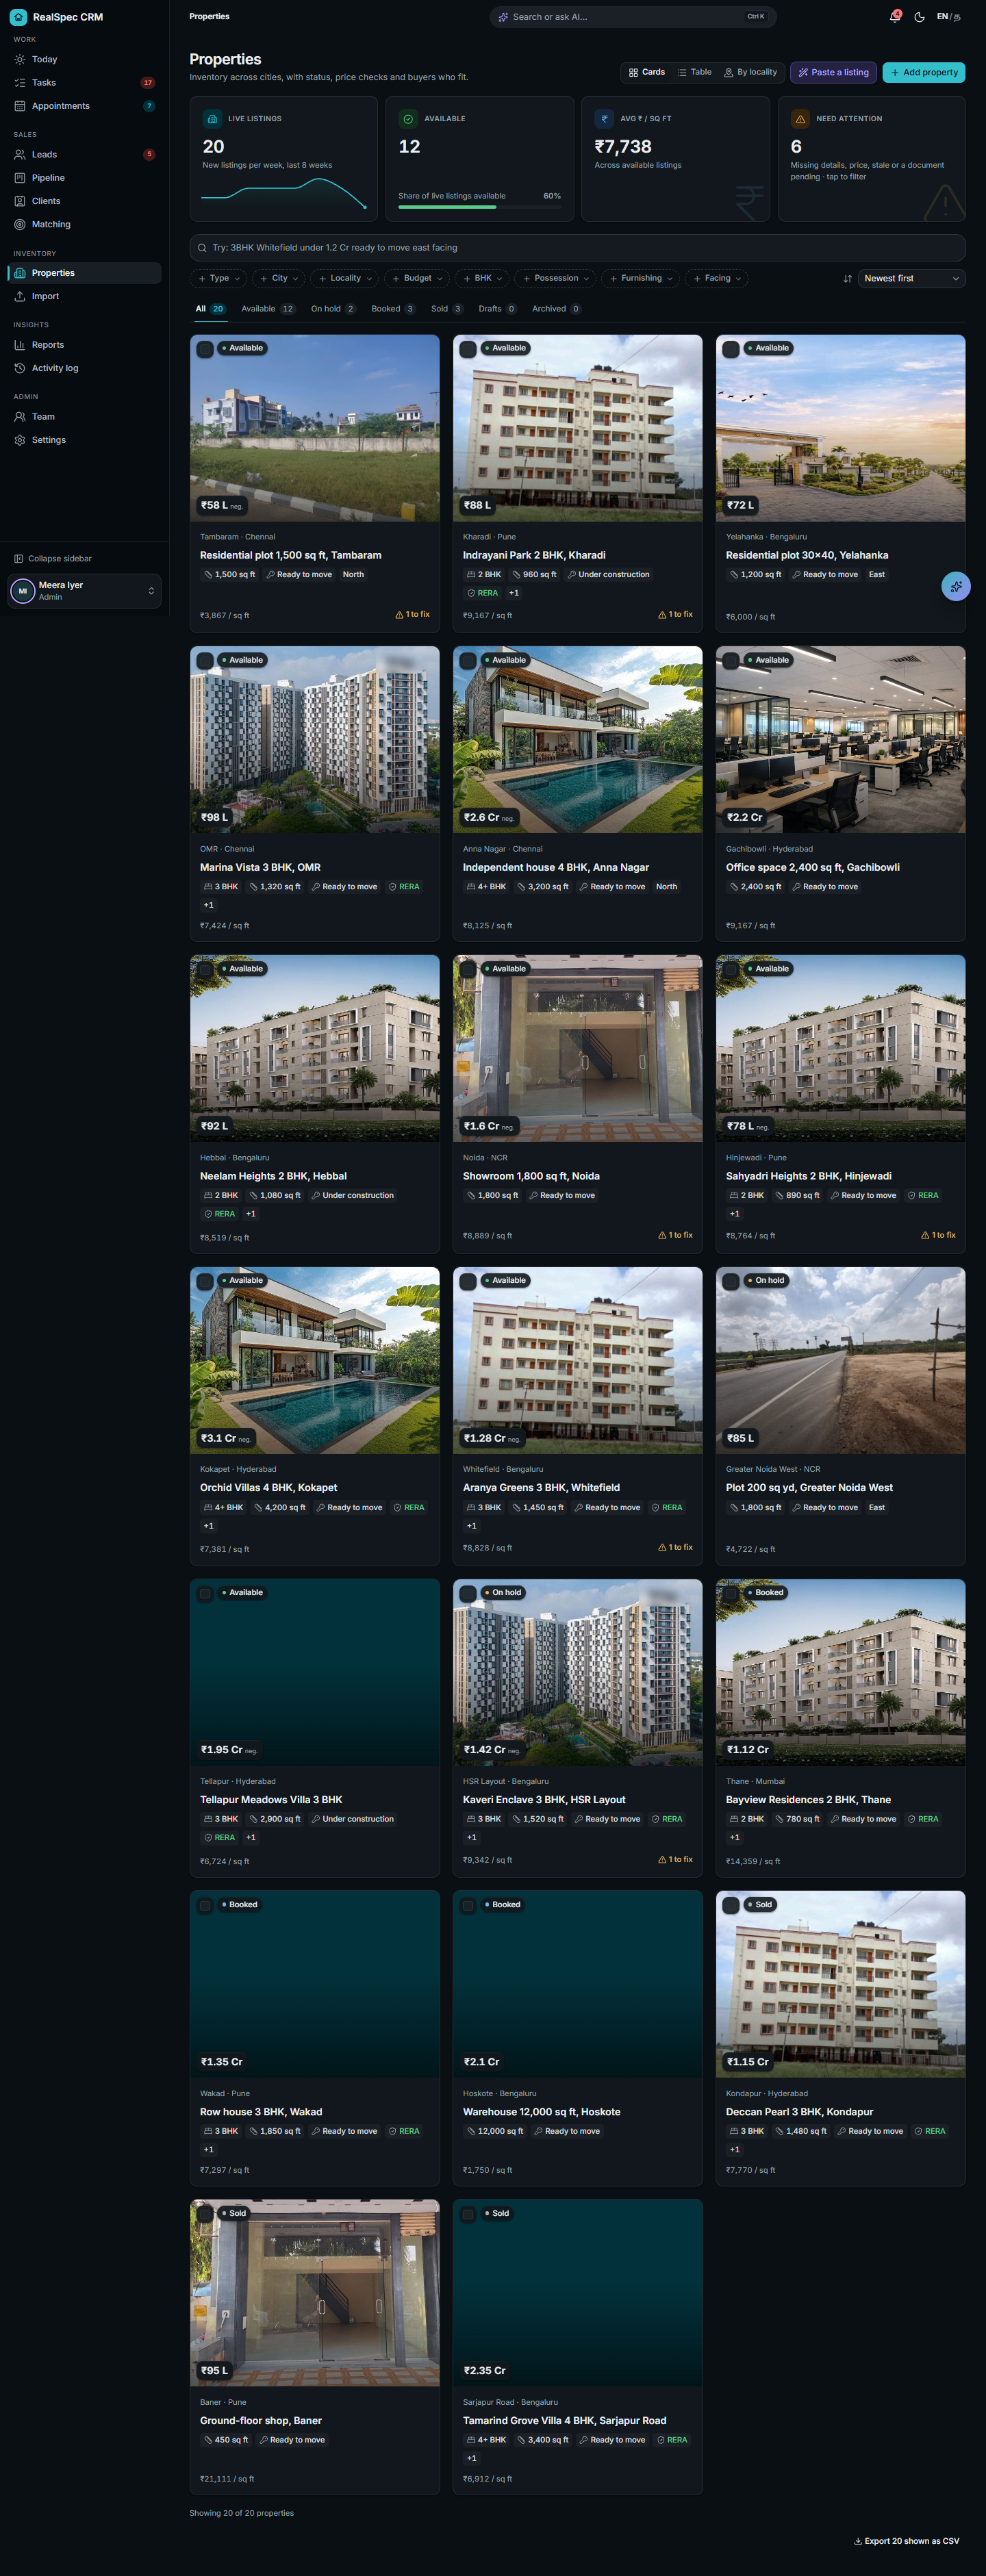 RealSpec CRM
WORK
Today
Tasks 17
Appointments 7
SALES
Leads 5
Pipeline
Clients
Matching
INVENTORY
Properties
Import
INSIGHTS
Reports
Activity log
ADMIN
Team
Settings
Collapse sidebar
MI
Meera Iyer
Admin
Properties
Search or ask AI... Ctrl K
4
EN / த
Properties
Inventory across cities, with status, price checks and buyers who fit.
Cards Table By locality Paste a listing Add property
LIVE LISTINGS
20
New listings per week, last 8 weeks
AVAILABLE
12
Share of live listings available 60%
AVG ₹ / SQ FT
₹7,738
Across available listings
NEED ATTENTION
6
Missing details, price, stale or a document
pending · tap to filter
Try: 3BHK Whitefield under 1.2 Cr ready to move east facing
Type City Locality Budget BHK Possession Furnishing Facing
Newest first
All 20 Available 12 On hold 2 Booked 3 Sold 3 Drafts 0 Archived 0
Available
₹58 L neg.
Tambaram · Chennai
Residential plot 1,500 sq ft, Tambaram
1,500 sq ft Ready to move North
₹3,867 / sq ft 1 to fix
Available
₹88 L
Kharadi · Pune
Indrayani Park 2 BHK, Kharadi
2 BHK 960 sq ft Under construction
RERA +1
₹9,167 / sq ft 1 to fix
Available
₹72 L
Yelahanka · Bengaluru
Residential plot 30×40, Yelahanka
1,200 sq ft Ready to move East
₹6,000 / sq ft
Available
₹98 L
OMR · Chennai
Marina Vista 3 BHK, OMR
3 BHK 1,320 sq ft Ready to move RERA
+1
₹7,424 / sq ft
Available
₹2.6 Cr neg.
Anna Nagar · Chennai
Independent house 4 BHK, Anna Nagar
4+ BHK 3,200 sq ft Ready to move North
₹8,125 / sq ft
Available
₹2.2 Cr
Gachibowli · Hyderabad
Office space 2,400 sq ft, Gachibowli
2,400 sq ft Ready to move
₹9,167 / sq ft
Available
₹92 L
Hebbal · Bengaluru
Neelam Heights 2 BHK, Hebbal
2 BHK 1,080 sq ft Under construction
RERA +1
₹8,519 / sq ft
Available
₹1.6 Cr neg.
Noida · NCR
Showroom 1,800 sq ft, Noida
1,800 sq ft Ready to move
₹8,889 / sq ft 1 to fix
Available
₹78 L neg.
Hinjewadi · Pune
Sahyadri Heights 2 BHK, Hinjewadi
2 BHK 890 sq ft Ready to move RERA
+1
₹8,764 / sq ft 1 to fix
Available
₹3.1 Cr neg.
Kokapet · Hyderabad
Orchid Villas 4 BHK, Kokapet
4+ BHK 4,200 sq ft Ready to move RERA
+1
₹7,381 / sq ft
Available
₹1.28 Cr neg.
Whitefield · Bengaluru
Aranya Greens 3 BHK, Whitefield
3 BHK 1,450 sq ft Ready to move RERA
+1
₹8,828 / sq ft 1 to fix
On hold
₹85 L
Greater Noida West · NCR
Plot 200 sq yd, Greater Noida West
1,800 sq ft Ready to move East
₹4,722 / sq ft
Available
₹1.95 Cr neg.
Tellapur · Hyderabad
Tellapur Meadows Villa 3 BHK
3 BHK 2,900 sq ft Under construction
RERA +1
₹6,724 / sq ft
On hold
₹1.42 Cr neg.
HSR Layout · Bengaluru
Kaveri Enclave 3 BHK, HSR Layout
3 BHK 1,520 sq ft Ready to move RERA
+1
₹9,342 / sq ft 1 to fix
Booked
₹1.12 Cr
Thane · Mumbai
Bayview Residences 2 BHK, Thane
2 BHK 780 sq ft Ready to move RERA
+1
₹14,359 / sq ft
Booked
₹1.35 Cr
Wakad · Pune
Row house 3 BHK, Wakad
3 BHK 1,850 sq ft Ready to move RERA
+1
₹7,297 / sq ft
Booked
₹2.1 Cr
Hoskote · Bengaluru
Warehouse 12,000 sq ft, Hoskote
12,000 sq ft Ready to move
₹1,750 / sq ft
Sold
₹1.15 Cr
Kondapur · Hyderabad
Deccan Pearl 3 BHK, Kondapur
3 BHK 1,480 sq ft Ready to move RERA
+1
₹7,770 / sq ft
Sold
₹95 L
Baner · Pune
Ground-floor shop, Baner
450 sq ft Ready to move
₹21,111 / sq ft
Sold
₹2.35 Cr
Sarjapur Road · Bengaluru
Tamarind Grove Villa 4 BHK, Sarjapur Road
4+ BHK 3,400 sq ft Ready to move RERA
+1
₹6,912 / sq ft
Showing 20 of 20 properties
Export 20 shown as CSV